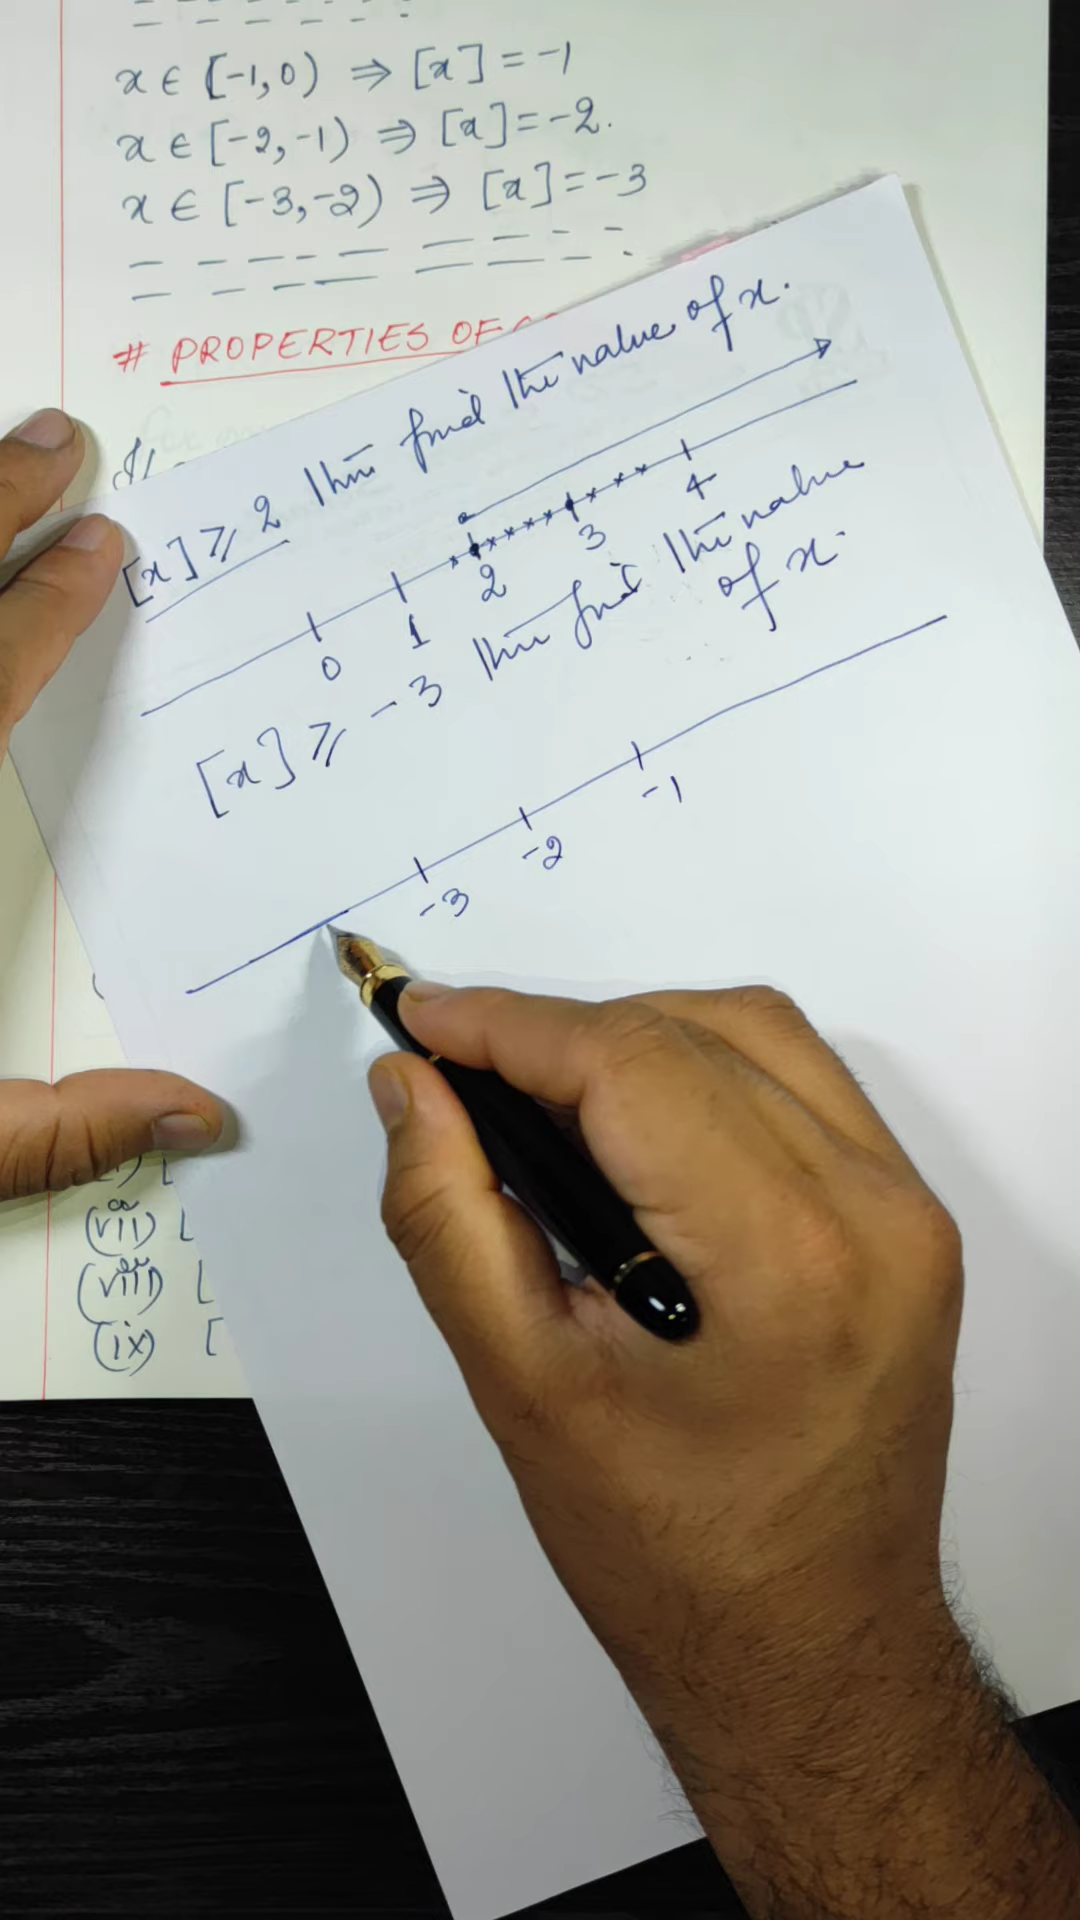 x ∈ [-1,0) ⇒ [x] = -1
x ∈ [-2,-1) ⇒ [x] = -2.
x ∈ [-3,-2) ⇒ [x] = -3
# PROPERTIES OF
[x] ⩾ 2 then find the value of x.
0 1 2 3 4
[x] ⩾ -3 then find the value
of x.
-3 -2 -1
(vii) [
(viii) [
(ix) [